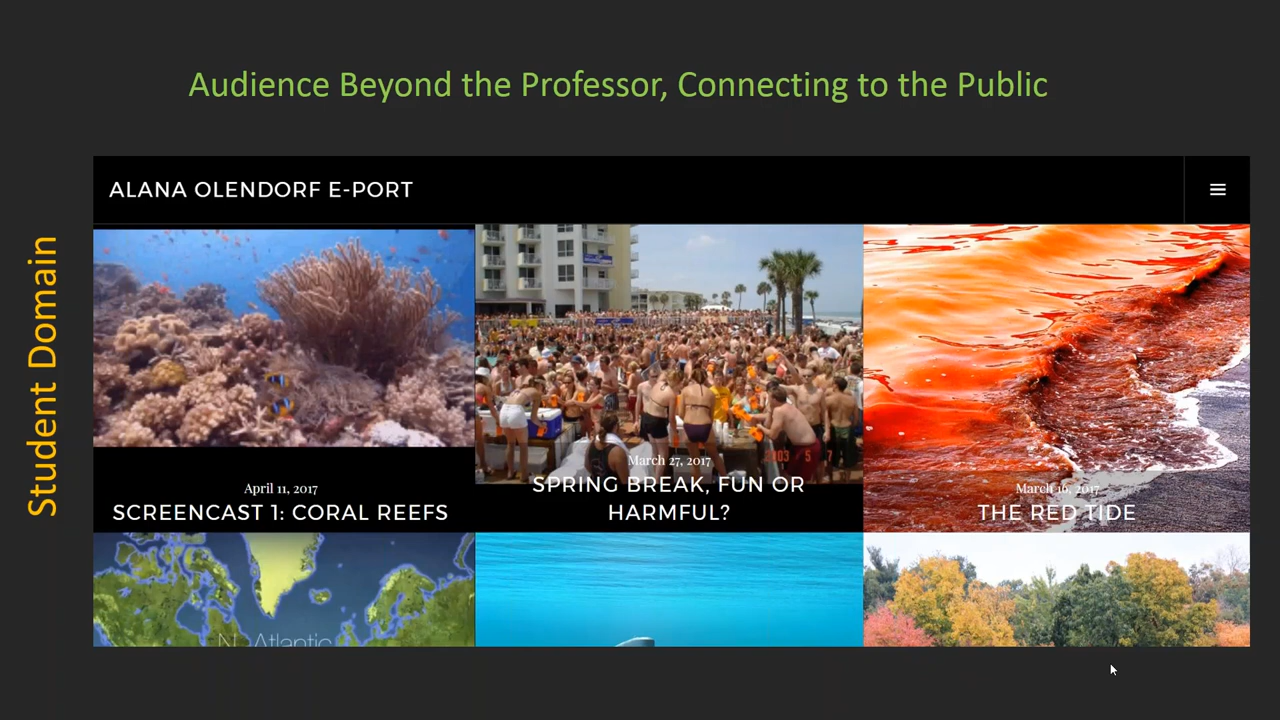 Audience Beyond the Professor, Connecting to the Public
Student Domain
ALANA OLENDORF E-PORT
April 11, 2017
SCREENCAST 1: CORAL REEFS
March 27, 2017
SPRING BREAK, FUN OR
HARMFUL?
March 16, 2017
THE RED TIDE
Atlantic